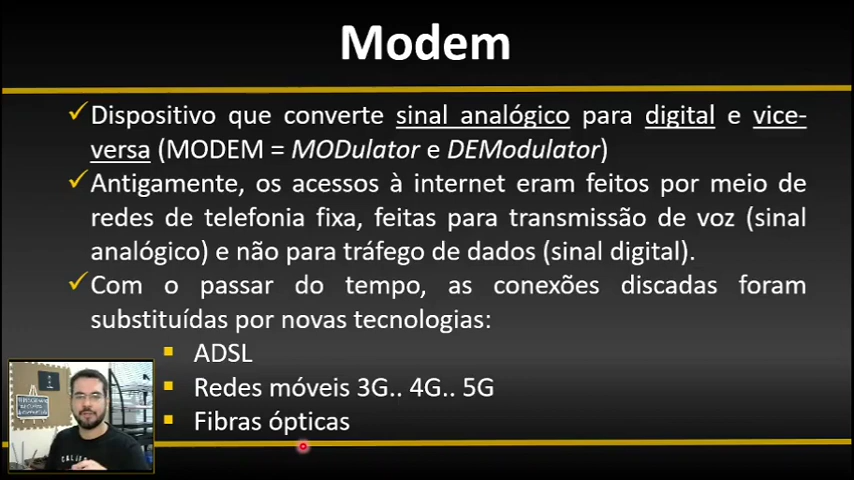 Modem
✓Dispositivo que converte sinal analógico para digital e vice-
versa (MODEM = MODulator e DEModulator)
✓Antigamente, os acessos à internet eram feitos por meio de
redes de telefonia fixa, feitas para transmissão de voz (sinal
analógico) e não para tráfego de dados (sinal digital).
✓Com o passar do tempo, as conexões discadas foram
substituídas por novas tecnologias:
▪ ADSL
▪ Redes móveis 3G.. 4G.. 5G
▪ Fibras ópticas